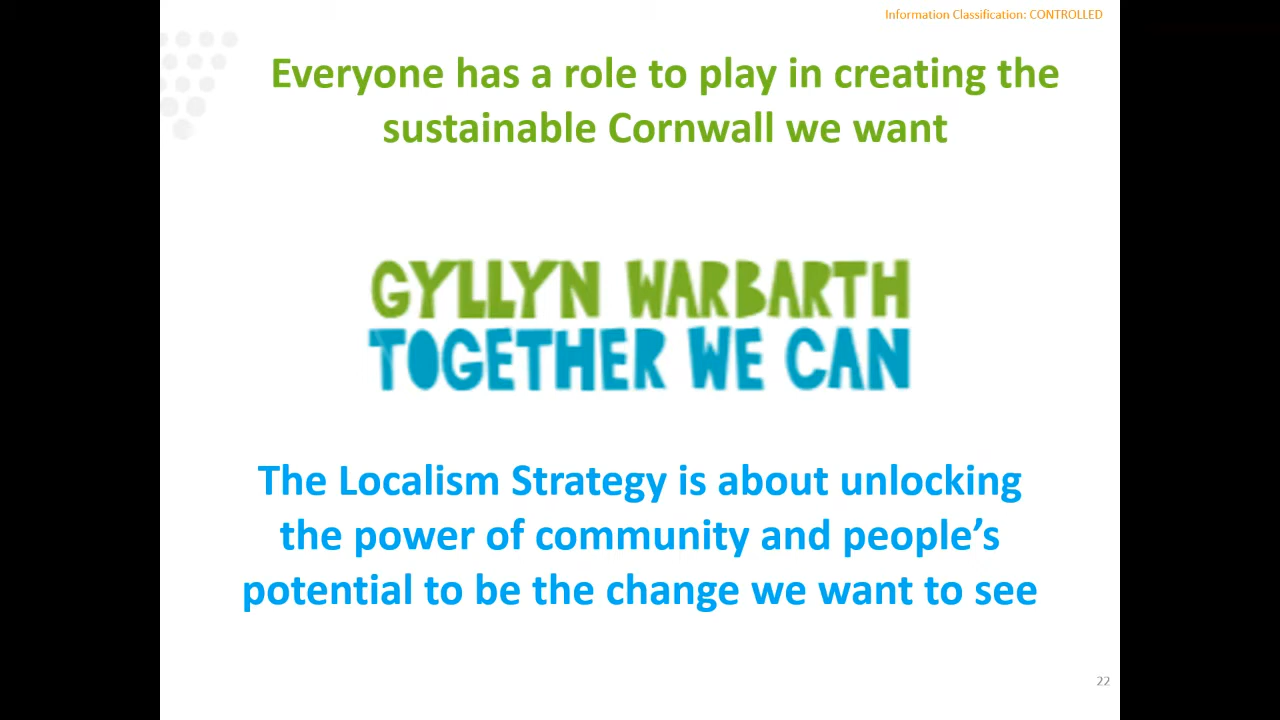 Information Classification: CONTROLLED
Everyone has a role to play in creating the
sustainable Cornwall we want
GYLLYN WARBARTH
TOGETHER WE CAN
The Localism Strategy is about unlocking
the power of community and people’s
potential to be the change we want to see
22